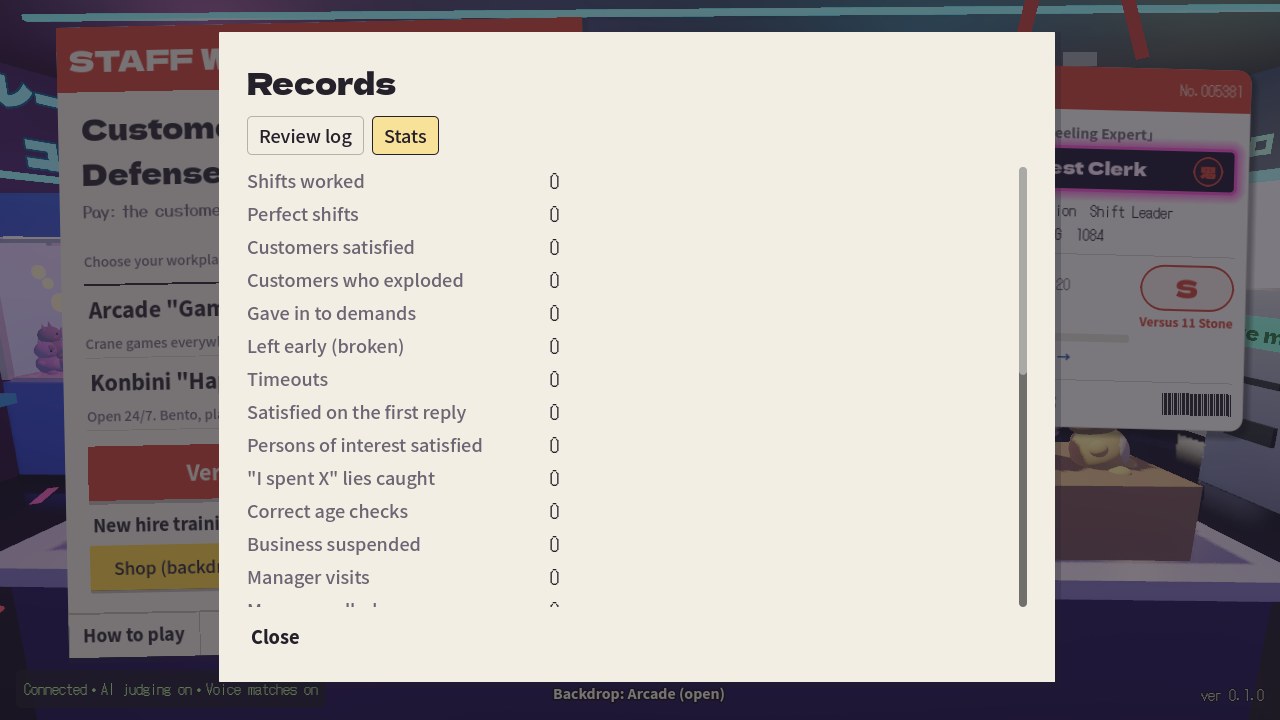 STAFF W
Custome
Defense
Pay: the custome
Choose your workpla
Arcade "Gam
Crane games everywh
Konbini "Ha
Open 24/7. Bento, pl
Ver
New hire traini
Shop (backdr
How to play
Records
Review log
Stats
Shifts worked 0
Perfect shifts 0
Customers satisfied 0
Customers who exploded 0
Gave in to demands 0
Left early (broken) 0
Timeouts 0
Satisfied on the first reply 0
Persons of interest satisfied 0
"I spent X" lies caught 0
Correct age checks 0
Business suspended 0
Manager visits 0
Close
No. 005381
eeling Expert」
est Clerk
ion Shift Leader
G 1084
20
S
Versus 11 Stone
→
Connected • AI judging on • Voice matches on
Backdrop: Arcade (open)
ver 0.1.0